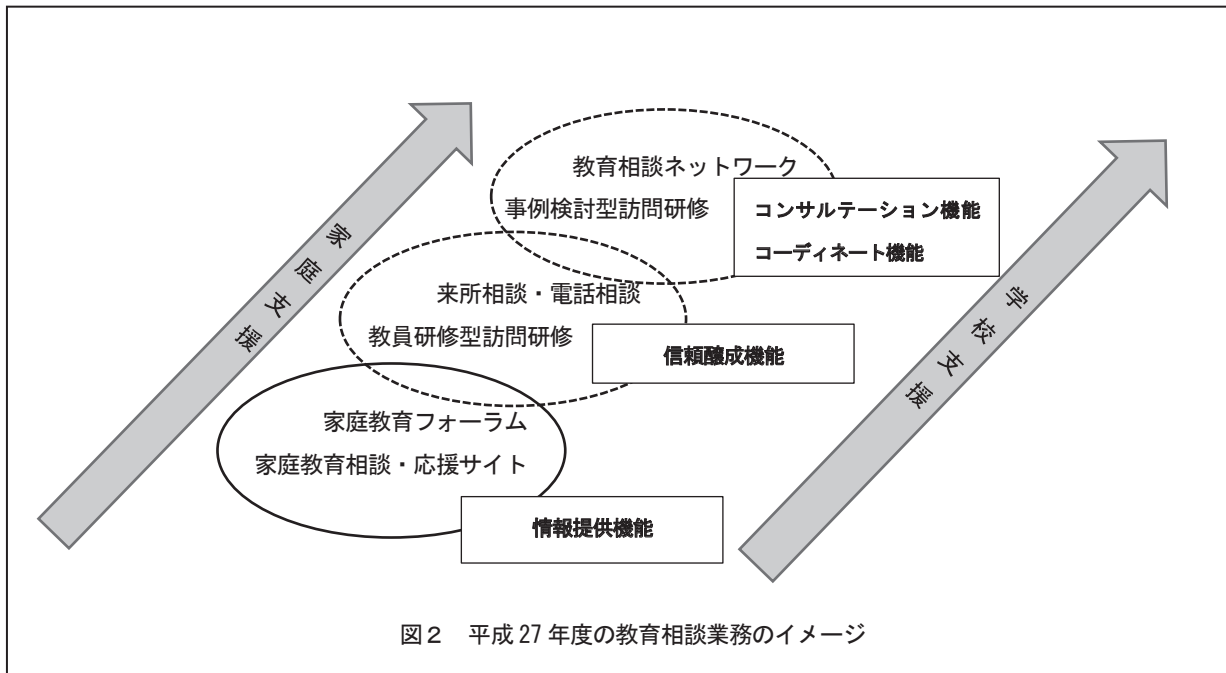 家庭支援
教育相談ネットワーク
事例検討型訪問研修
コンサルテーション機能
コーディネート機能
来所相談・電話相談
教員研修型訪問研修
信頼醸成機能
家庭教育フォーラム
家庭教育相談・応援サイト
情報提供機能
学校支援
図2 平成27年度の教育相談業務のイメージ